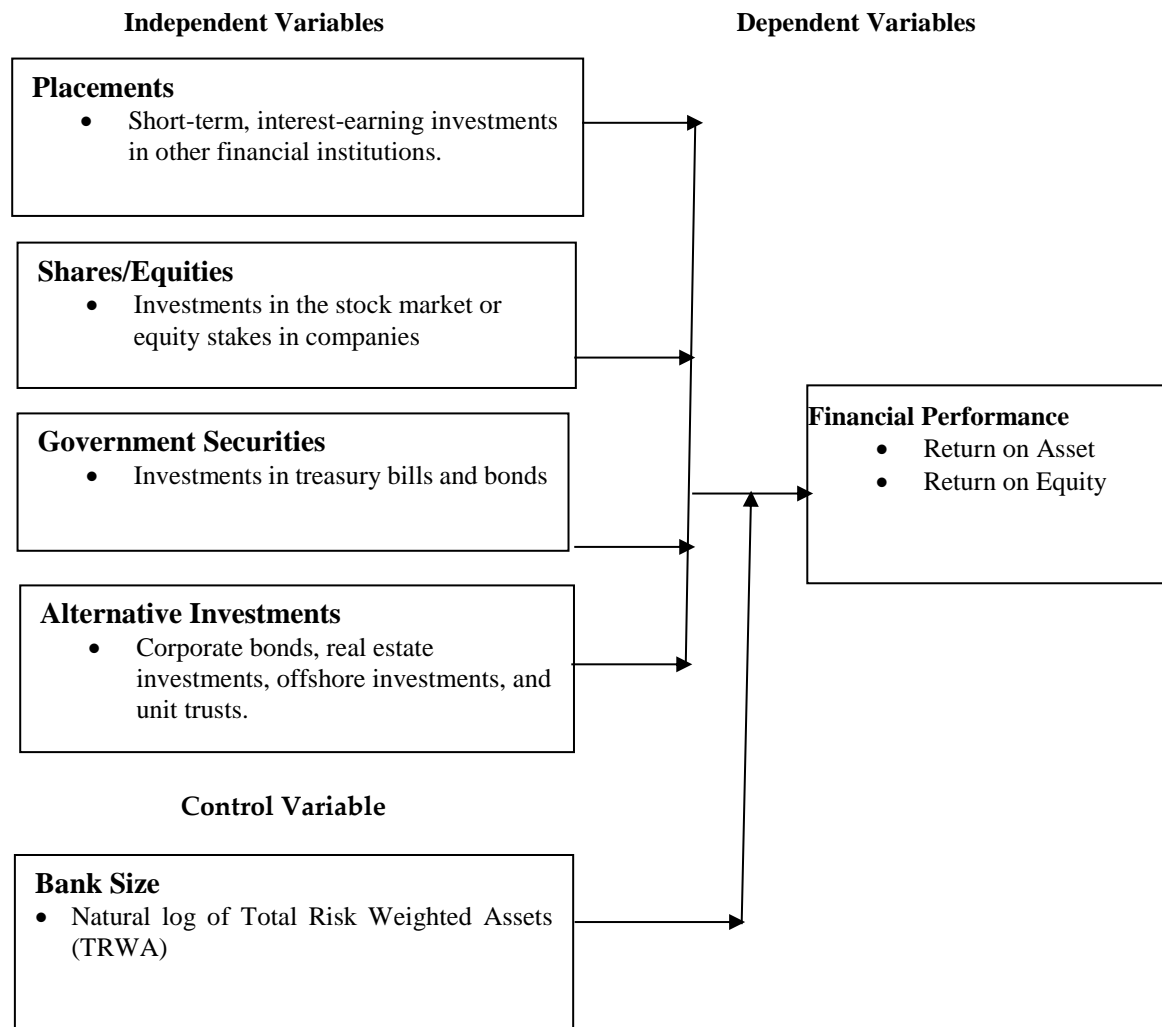 Independent Variables
Dependent Variables
Placements
• Short-term, interest-earning investments
in other financial institutions.
Shares/Equities
• Investments in the stock market or
equity stakes in companies
Government Securities
• Investments in treasury bills and bonds
Alternative Investments
• Corporate bonds, real estate
investments, offshore investments, and
unit trusts.
Financial Performance
• Return on Asset
• Return on Equity
Control Variable
Bank Size
• Natural log of Total Risk Weighted Assets
(TRWA)